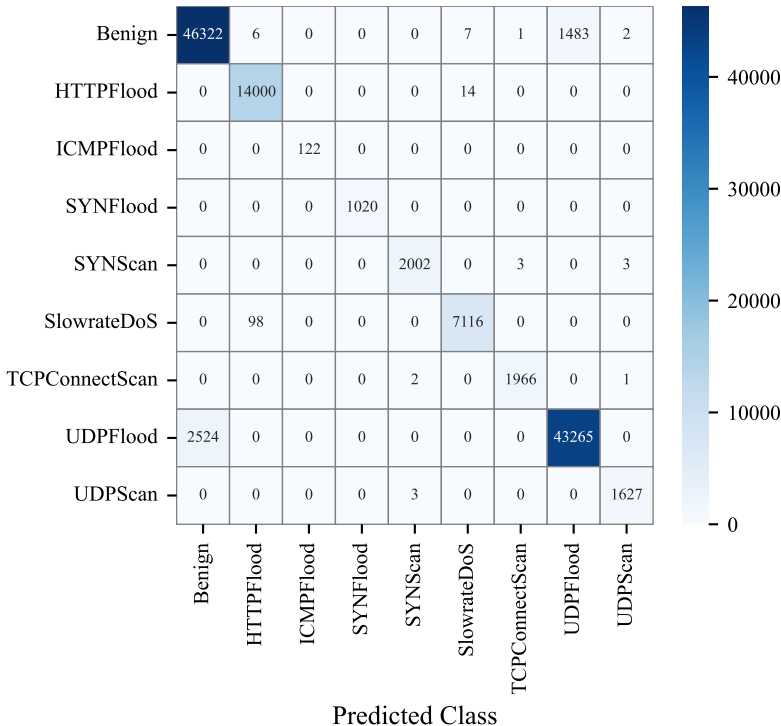 Benign 46322 6 0 0 0 7 1 1483 2
HTTPFlood 0 14000 0 0 0 14 0 0 0
40000
ICMPFlood 0 0 122 0 0 0 0 0 0
SYNFlood 0 0 0 1020 0 0 0 0 0
30000
SYNScan 0 0 0 0 2002 0 3 0 3
20000
SlowrateDoS 0 98 0 0 0 7116 0 0 0
TCPConnectScan 0 0 0 0 2 0 1966 0 1
10000
UDPFlood 2524 0 0 0 0 0 0 43265 0
UDPScan 0 0 0 0 3 0 0 0 1627
0
Benign
HTTPFlood
ICMPFlood
SYNFlood
SYNScan
SlowrateDoS
TCPConnectScan
UDPFlood
UDPScan
Predicted Class